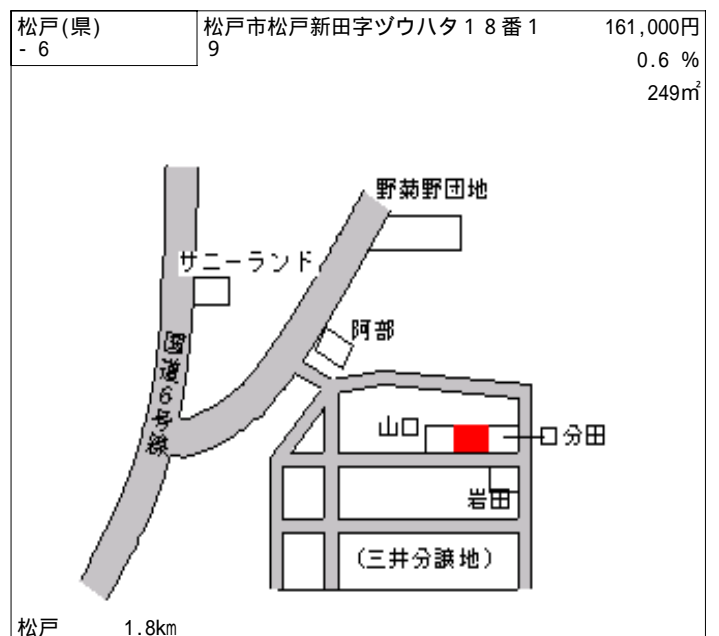 松戸(県)
- 6
松戸市松戸新田字ヅウハタ１８番１
９
161,000円
0.6 %
249㎡
野菊野団地
サニーランド
阿部
国道6号線
山口
口分田
岩田
(三井分譲地)
松戸 1.8km